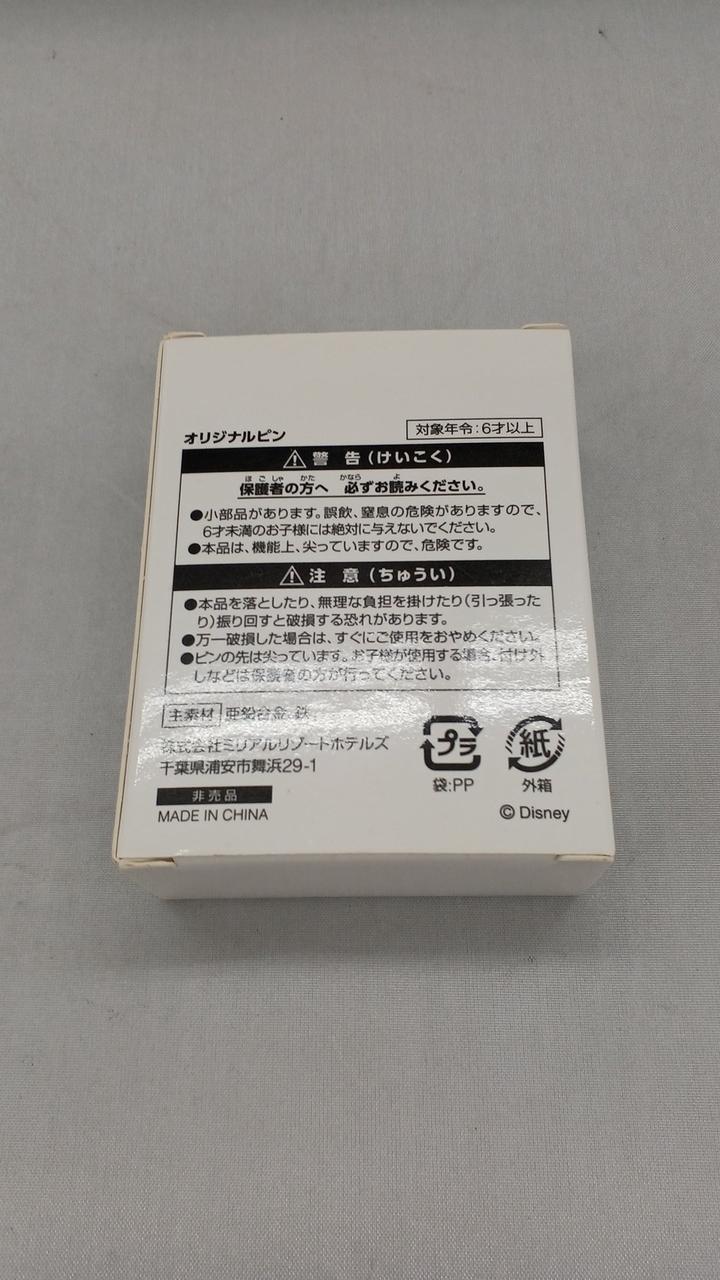 オリジナルピン
対象年令:6才以上
警 告(けいこく)
ほごしゃ かた かなら よ
保護者の方へ 必ずお読みください。
●小部品があります。誤飲、窒息の危険がありますので、
6才未満のお子様には絶対に与えないでください。
●本品は、機能上、尖っていますので、危険です。
注 意(ちゅうい)
●本品を落としたり、無理な負担を掛けたり(引っ張った
り)振り回すと破損する恐れがあります。
●万一破損した場合は、すぐにご使用をおやめください。
●ピンの先は尖っています。お子様が使用する場合、付け外
しなどは保護者の方が行ってください。
主素材 亜鉛合金、鉄
株式会社ミリアルリゾートホテルズ
千葉県浦安市舞浜29-1
非売品
MADE IN CHINA
プラ
袋:PP
紙
外箱
© Disney